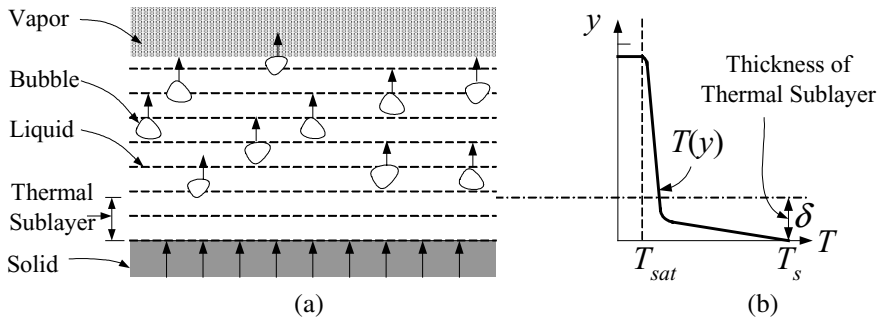 Vapor
Bubble
Liquid
Thermal
Sublayer
Solid
(a)
y
Thickness of
Thermal Sublayer
T(y)
δ
T_sat
T_s
T
(b)